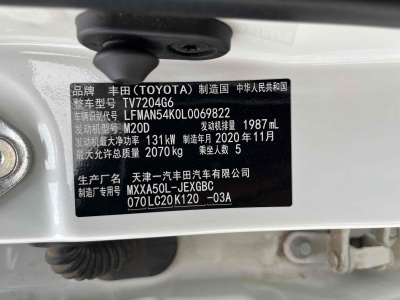 品牌 丰田(TOYOTA) 制造国 中华人民共和国
整车型号 TV7204G6
车辆识别代号 LFMAN54K0L0069822
发动机型号 M20D 发动机排量 1987ml
发动机最大净功率 131kW 制造年月 2020年11月
最大允许总质量 2070kg 乘坐人数 5
制造厂名 天津一汽丰田汽车有限公司
制造厂专用号 MXXA50L-JEXGBC
070LC20K120 -03A